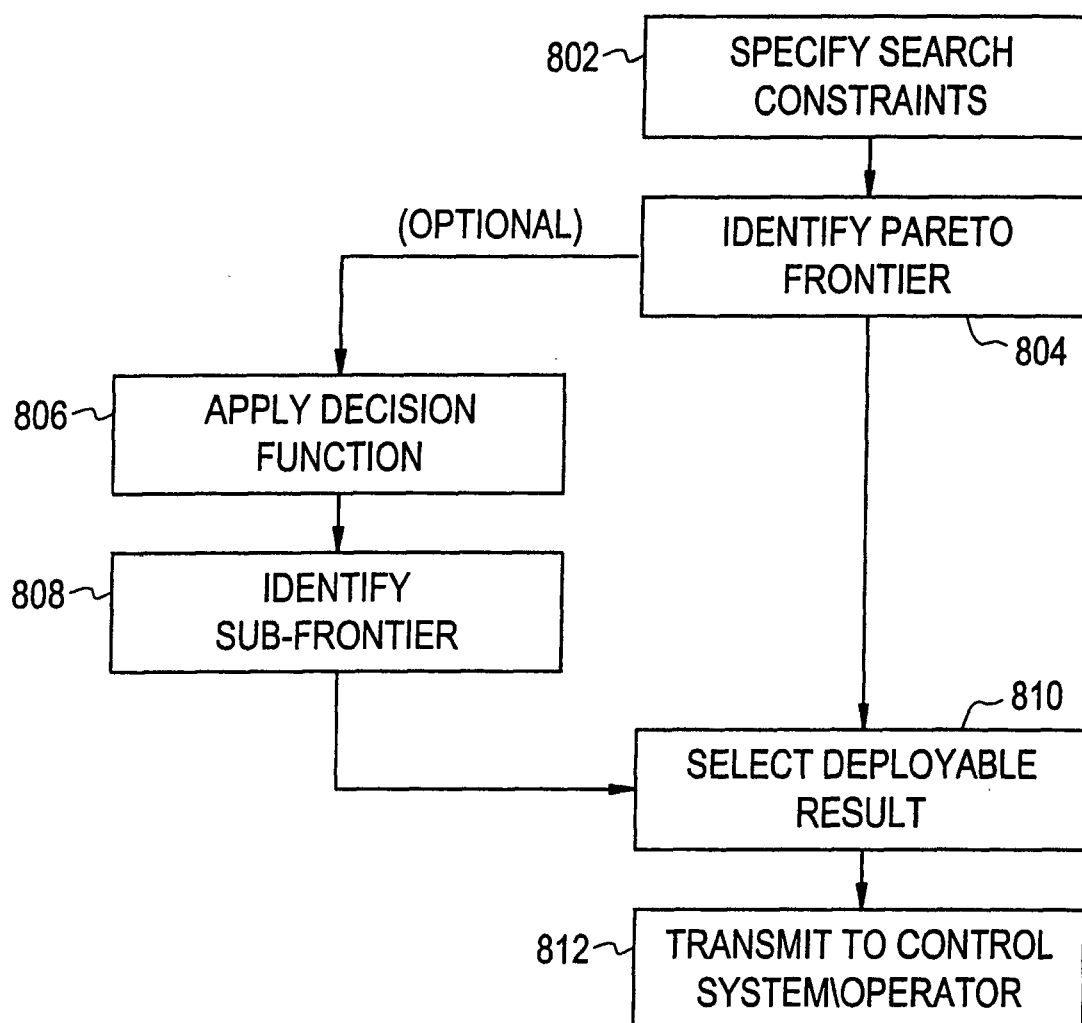 802
SPECIFY SEARCH
CONSTRAINTS
(OPTIONAL)
IDENTIFY PARETO
FRONTIER
804
806
APPLY DECISION
FUNCTION
808
IDENTIFY
SUB-FRONTIER
810
SELECT DEPLOYABLE
RESULT
812
TRANSMIT TO CONTROL
SYSTEM\OPERATOR